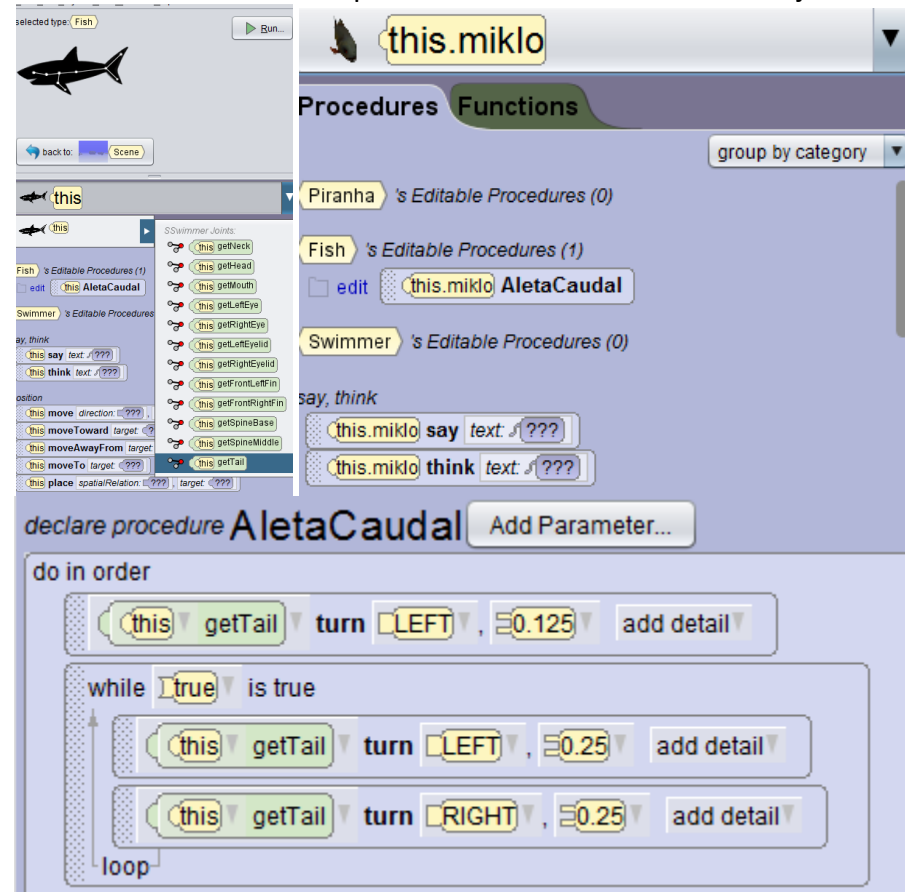 selected type: Fish
Run...
back to: Scene
this
this
Fish 's Editable Procedures (1)
edit this AletaCaudal
Swimmer 's Editable Procedures
ay, think
this say text: ???
this think text: ???
osition
this move direction: ??? ,
this moveToward target: ?
this moveAwayFrom target:
this moveTo target: ???
this place spatialRelation: ??? , target: ???
SSwimmer Joints:
this getNeck
this getHead
this getMouth
this getLeftEye
this getRightEye
this getLeftEyelid
this getRightEyelid
this getFrontLeftFin
this getFrontRightFin
this getSpineBase
this getSpineMiddle
this getTail
this.miklo
Procedures Functions
group by category
Piranha 's Editable Procedures (0)
Fish 's Editable Procedures (1)
edit this.miklo AletaCaudal
Swimmer 's Editable Procedures (0)
say, think
this.miklo say text: ???
this.miklo think text: ???
declare procedure AletaCaudal Add Parameter...
do in order
this getTail turn LEFT , 0.125 add detail
while true is true
this getTail turn LEFT , 0.25 add detail
this getTail turn RIGHT , 0.25 add detail
loop